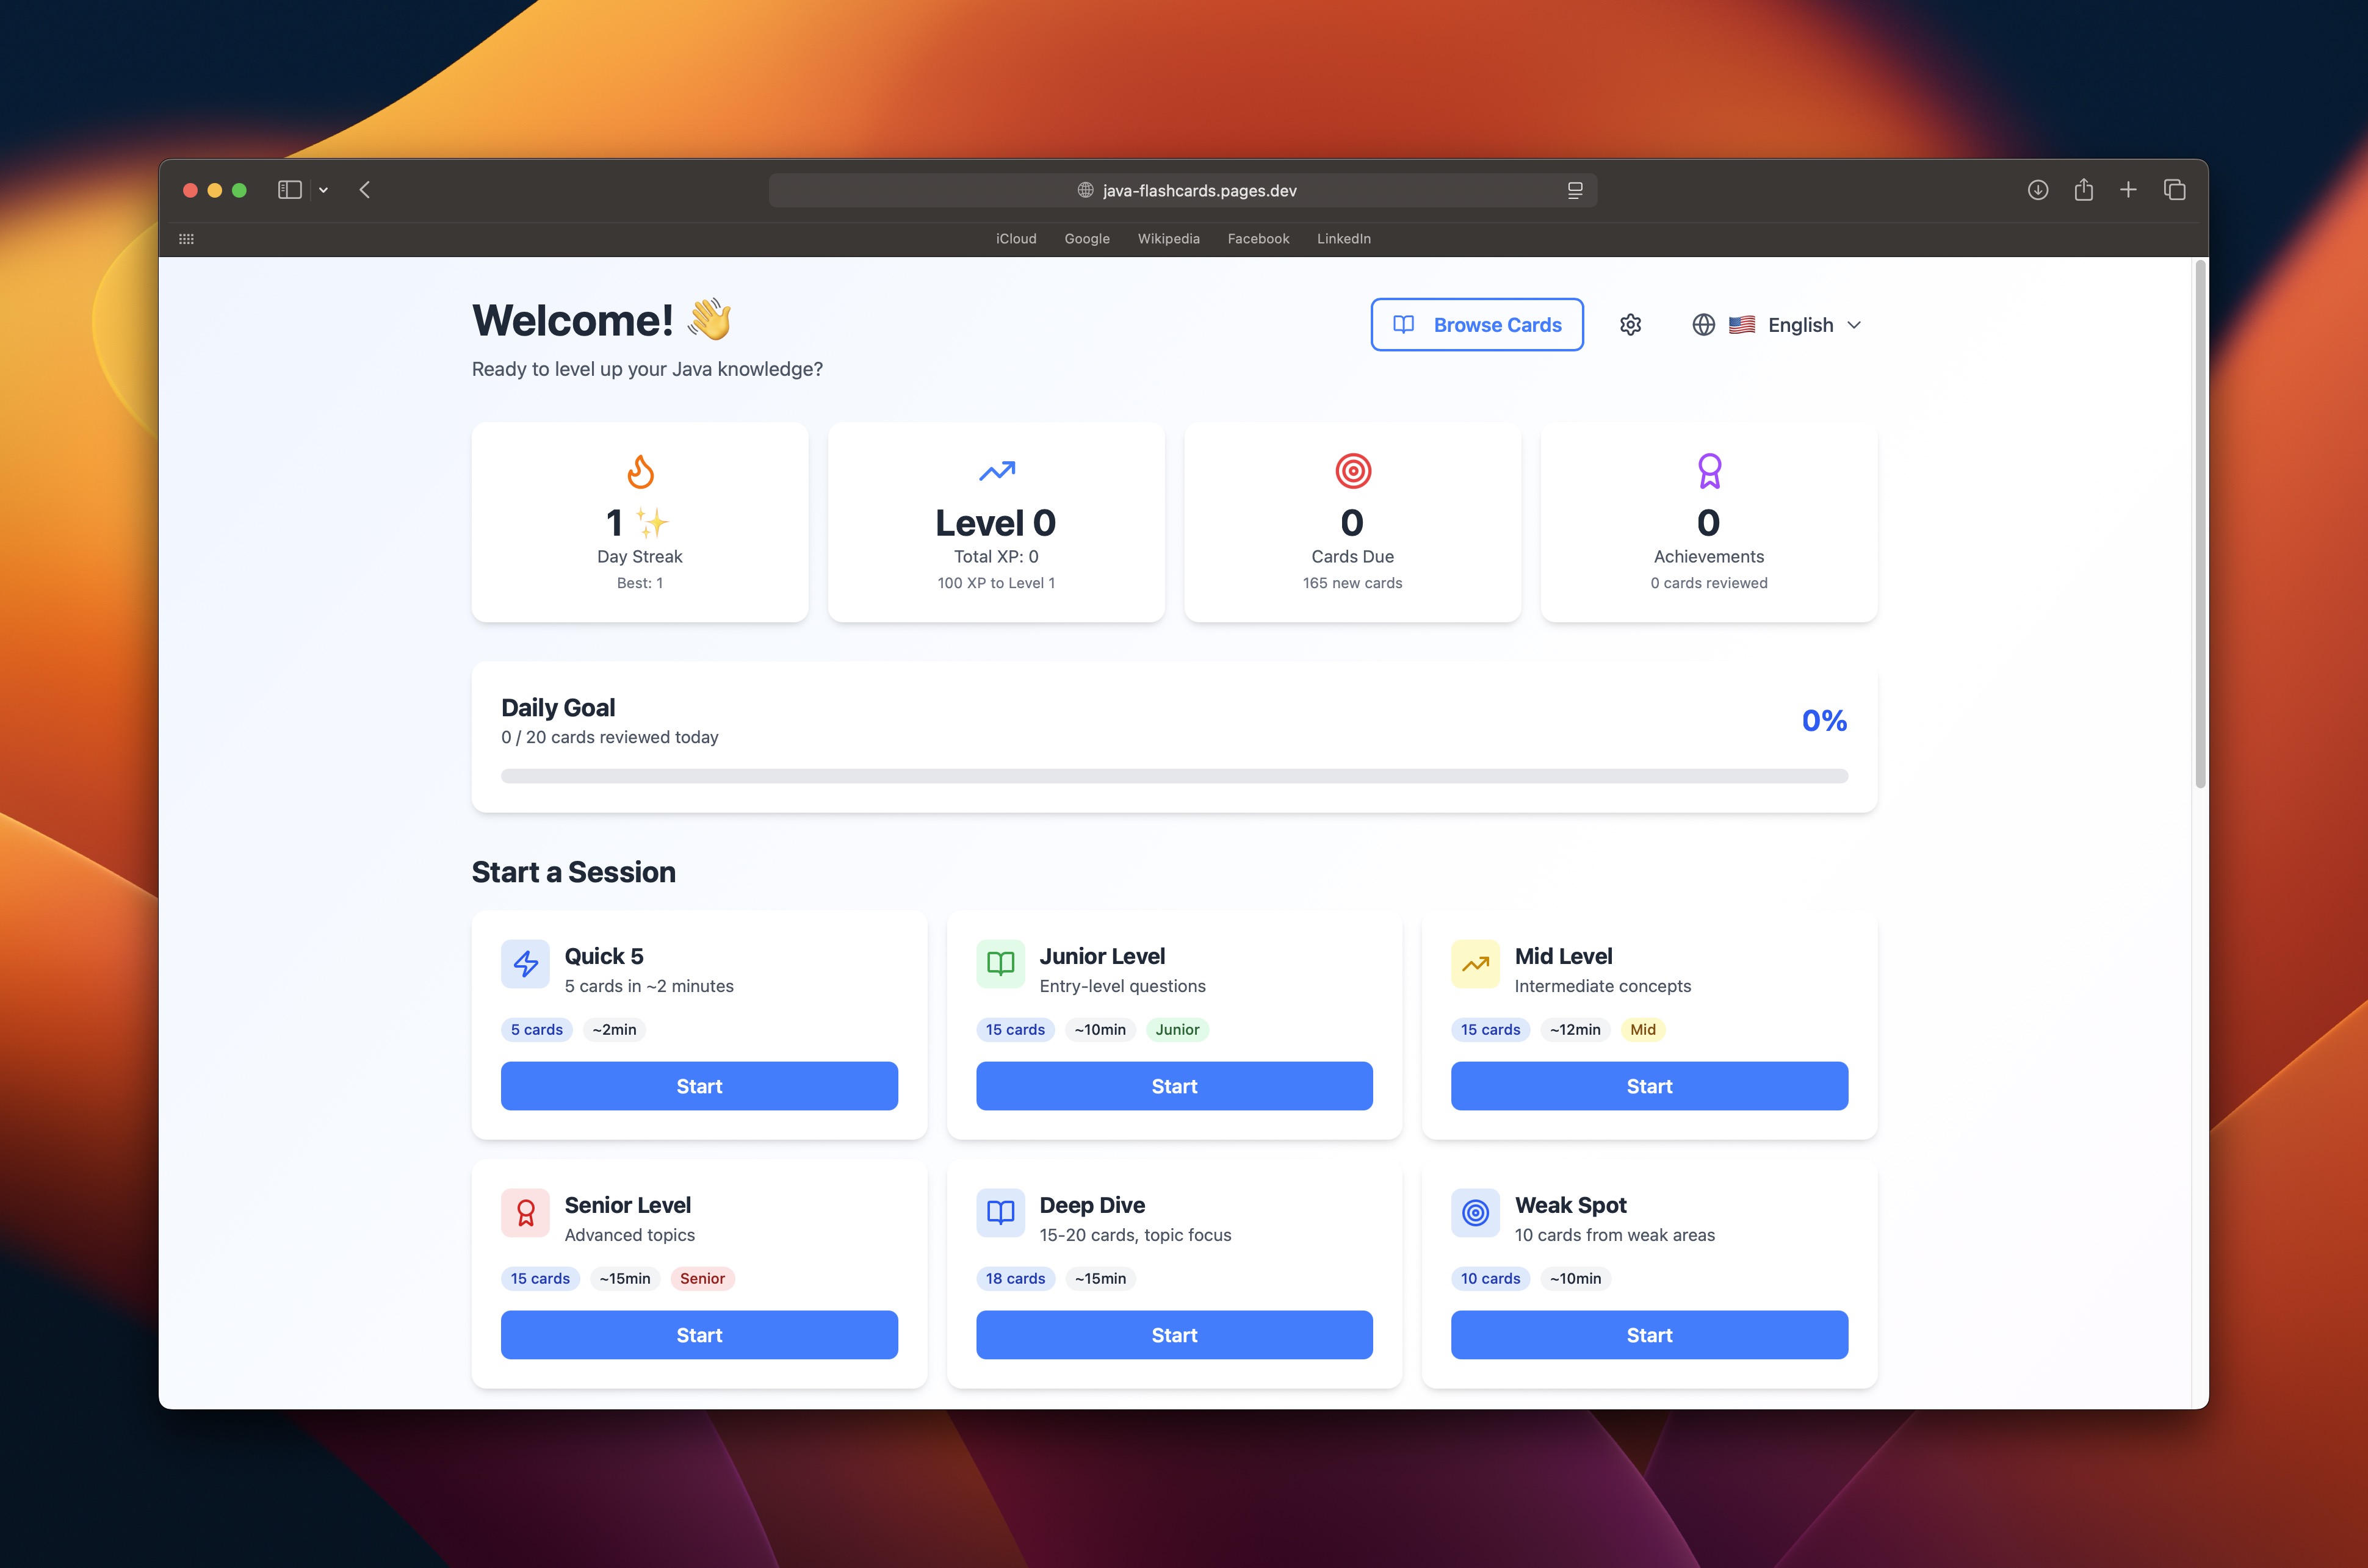 java-flashcards.pages.dev
iCloud Google Wikipedia Facebook LinkedIn
Welcome! 👋
Browse Cards
English
Ready to level up your Java knowledge?
1 ✨
Day Streak
Best: 1
Level 0
Total XP: 0
100 XP to Level 1
0
Cards Due
165 new cards
0
Achievements
0 cards reviewed
Daily Goal
0 / 20 cards reviewed today
0%
Start a Session
Quick 5
5 cards in ~2 minutes
5 cards ~2min
Start
Junior Level
Entry-level questions
15 cards ~10min Junior
Start
Mid Level
Intermediate concepts
15 cards ~12min Mid
Start
Senior Level
Advanced topics
15 cards ~15min Senior
Start
Deep Dive
15-20 cards, topic focus
18 cards ~15min
Start
Weak Spot
10 cards from weak areas
10 cards ~10min
Start